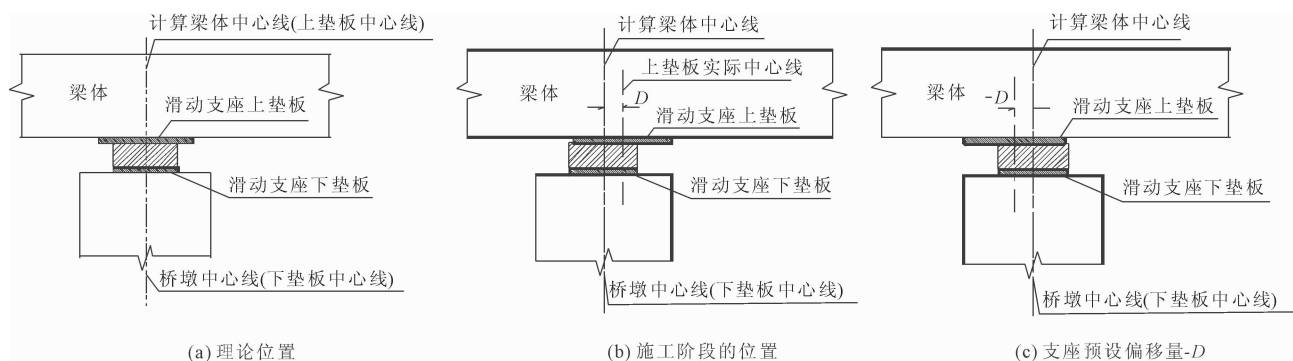 计算梁体中心线(上垫板中心线)
梁体
滑动支座上垫板
滑动支座下垫板
桥墩中心线(下垫板中心线)
(a) 理论位置
计算梁体中心线
上垫板实际中心线
梁体
D
滑动支座上垫板
滑动支座下垫板
桥墩中心线(下垫板中心线)
(b) 施工阶段的位置
计算梁体中心线
梁体
-D
滑动支座上垫板
滑动支座下垫板
桥墩中心线(下垫板中心线)
(c) 支座预设偏移量-D